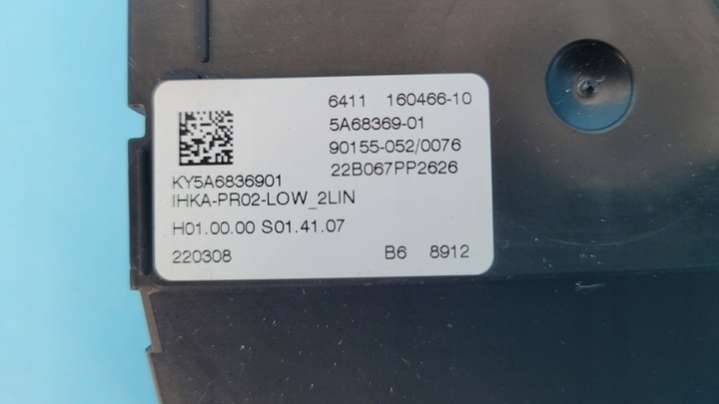 6411 160466-10
5A68369-01
90155-052/0076
22B067PP2626
KY5A6836901
IHKA-PR02-LOW_2LIN
H01.00.00 S01.41.07
220308 B6 8912